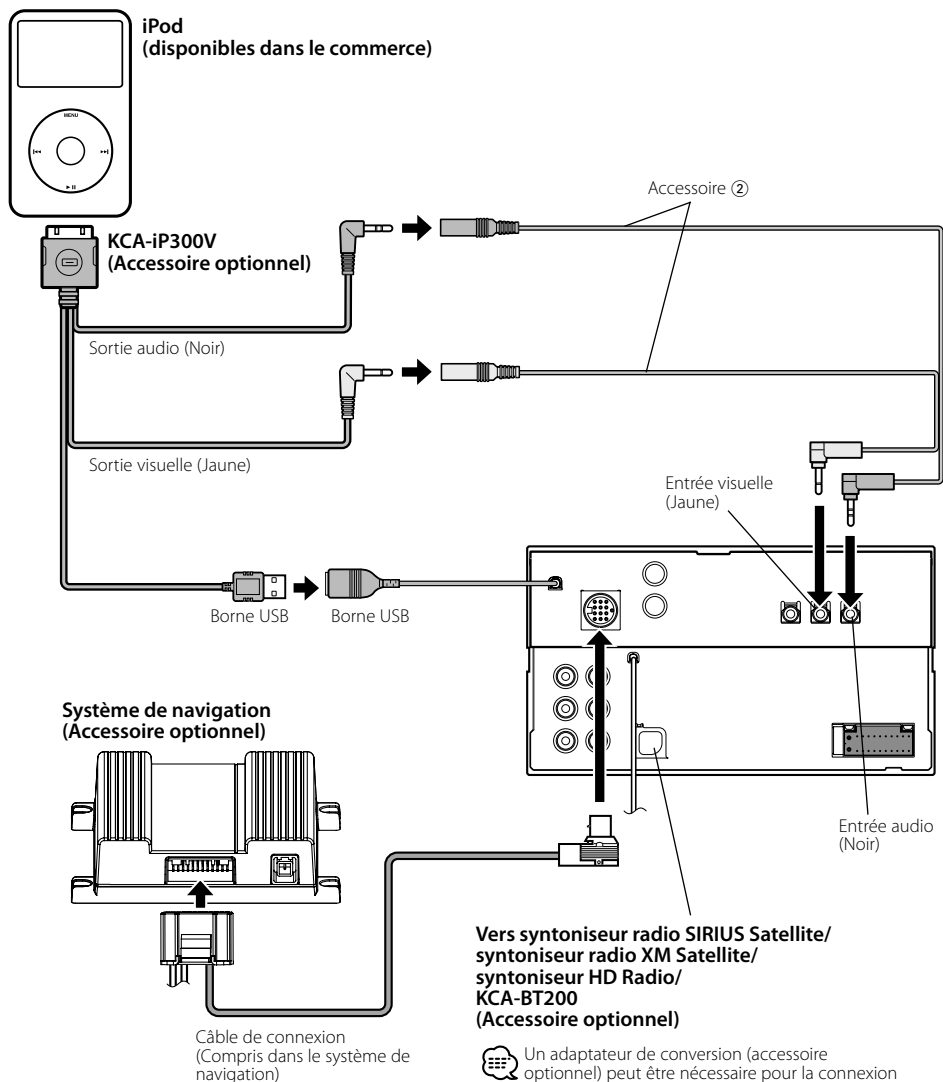 iPod
(disponibles dans le commerce)
MENU
Accessoire ②
KCA-iP300V
(Accessoire optionnel)
Sortie audio (Noir)
Sortie visuelle (Jaune)
Entrée visuelle
(Jaune)
Borne USB
Borne USB
Système de navigation
(Accessoire optionnel)
Entrée audio
(Noir)
Vers syntoniseur radio SIRIUS Satellite/
syntoniseur radio XM Satellite/
syntoniseur HD Radio/
KCA-BT200
(Accessoire optionnel)
Câble de connexion
(Compris dans le système de
navigation)
Un adaptateur de conversion (accessoire
optionnel) peut être nécessaire pour la connexion